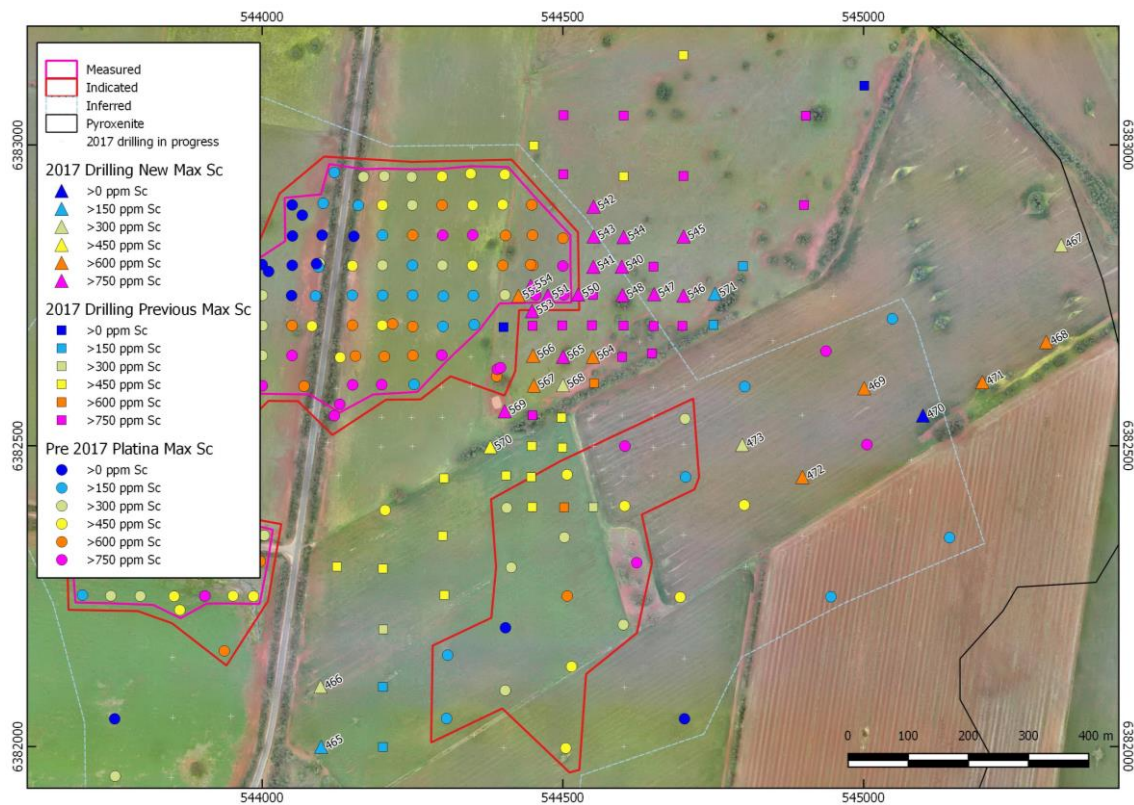 544000
544500
545000
6383000
6382500
6382000
6383000
6382500
6382000
Measured
Indicated
Inferred
Pyroxenite
2017 drilling in progress
2017 Drilling New Max Sc
>0 ppm Sc
>150 ppm Sc
>300 ppm Sc
>450 ppm Sc
>600 ppm Sc
>750 ppm Sc
2017 Drilling Previous Max Sc
>0 ppm Sc
>150 ppm Sc
>300 ppm Sc
>450 ppm Sc
>600 ppm Sc
>750 ppm Sc
Pre 2017 Platina Max Sc
>0 ppm Sc
>150 ppm Sc
>300 ppm Sc
>450 ppm Sc
>600 ppm Sc
>750 ppm Sc
542
543
544
545
541
540
554
551
550
548
547
546
571
553
566
565
564
567
568
569
570
467
468
471
469
470
473
472
466
465
0
100
200
300
400 m
544000
544500
545000